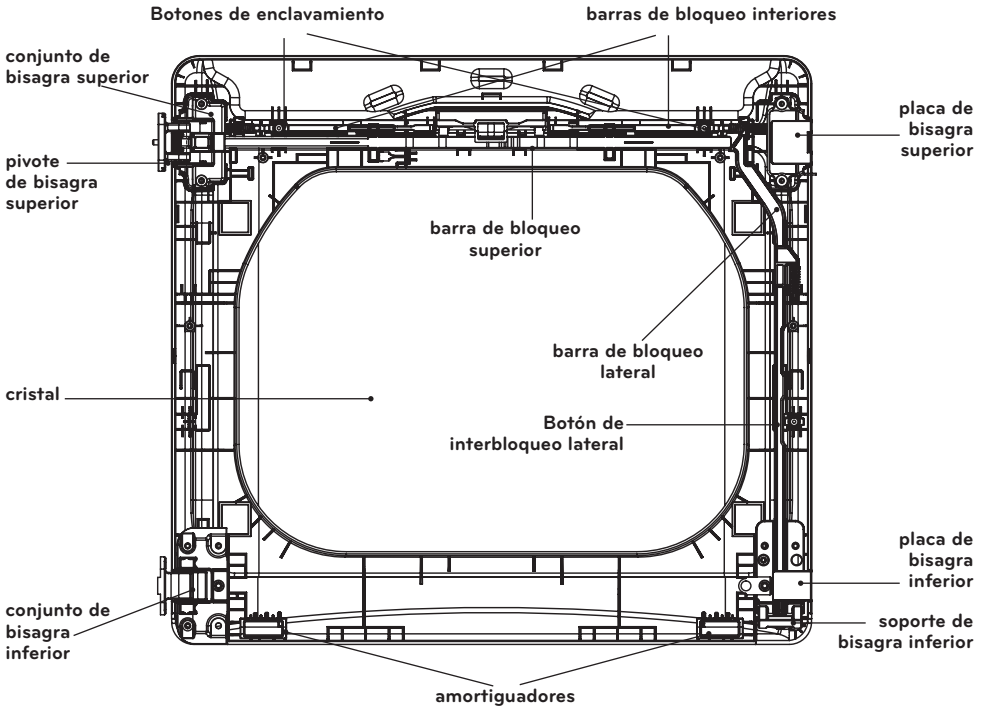 Botones de enclavamiento
barras de bloqueo interiores
conjunto de
bisagra superior
placa de
bisagra
superior
pivote
de bisagra
superior
barra de bloqueo
superior
barra de bloqueo
lateral
cristal
Botón de
interbloqueo lateral
placa de
bisagra
inferior
conjunto de
bisagra
inferior
soporte de
bisagra inferior
amortiguadores